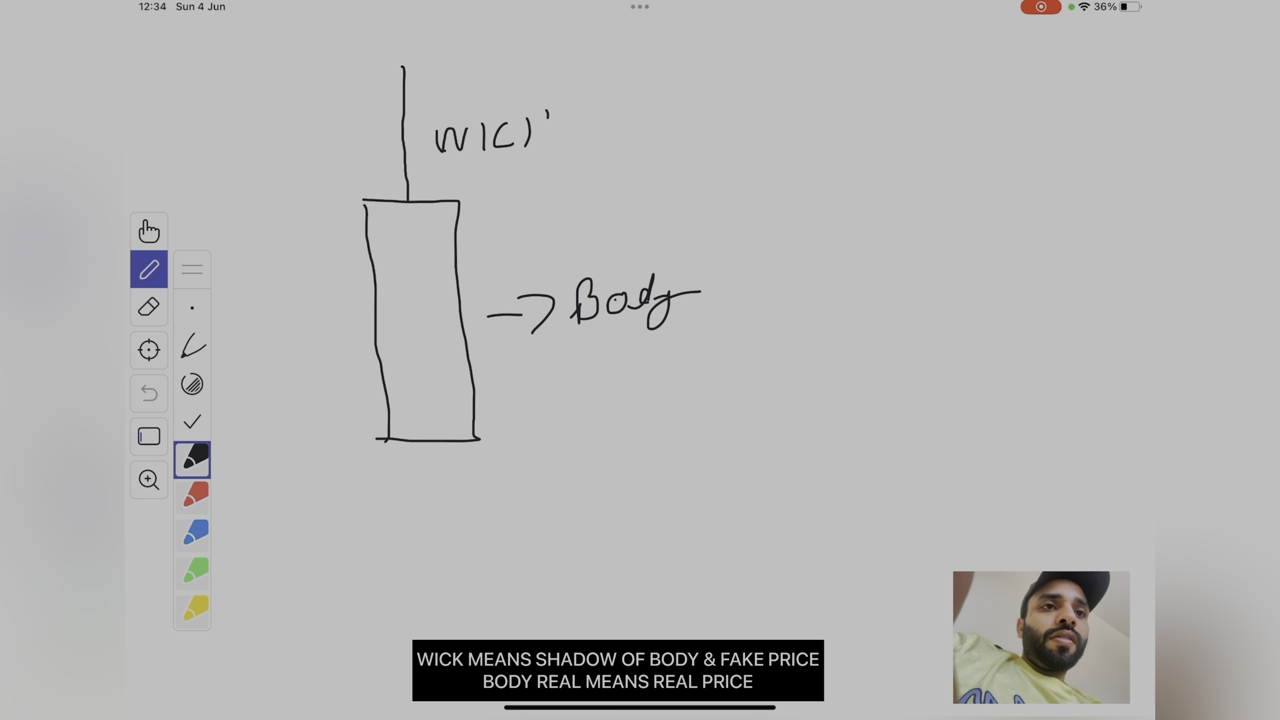 12:34 Sun 4 Jun
36%
Body
WICK MEANS SHADOW OF BODY & FAKE PRICE
BODY REAL MEANS REAL PRICE